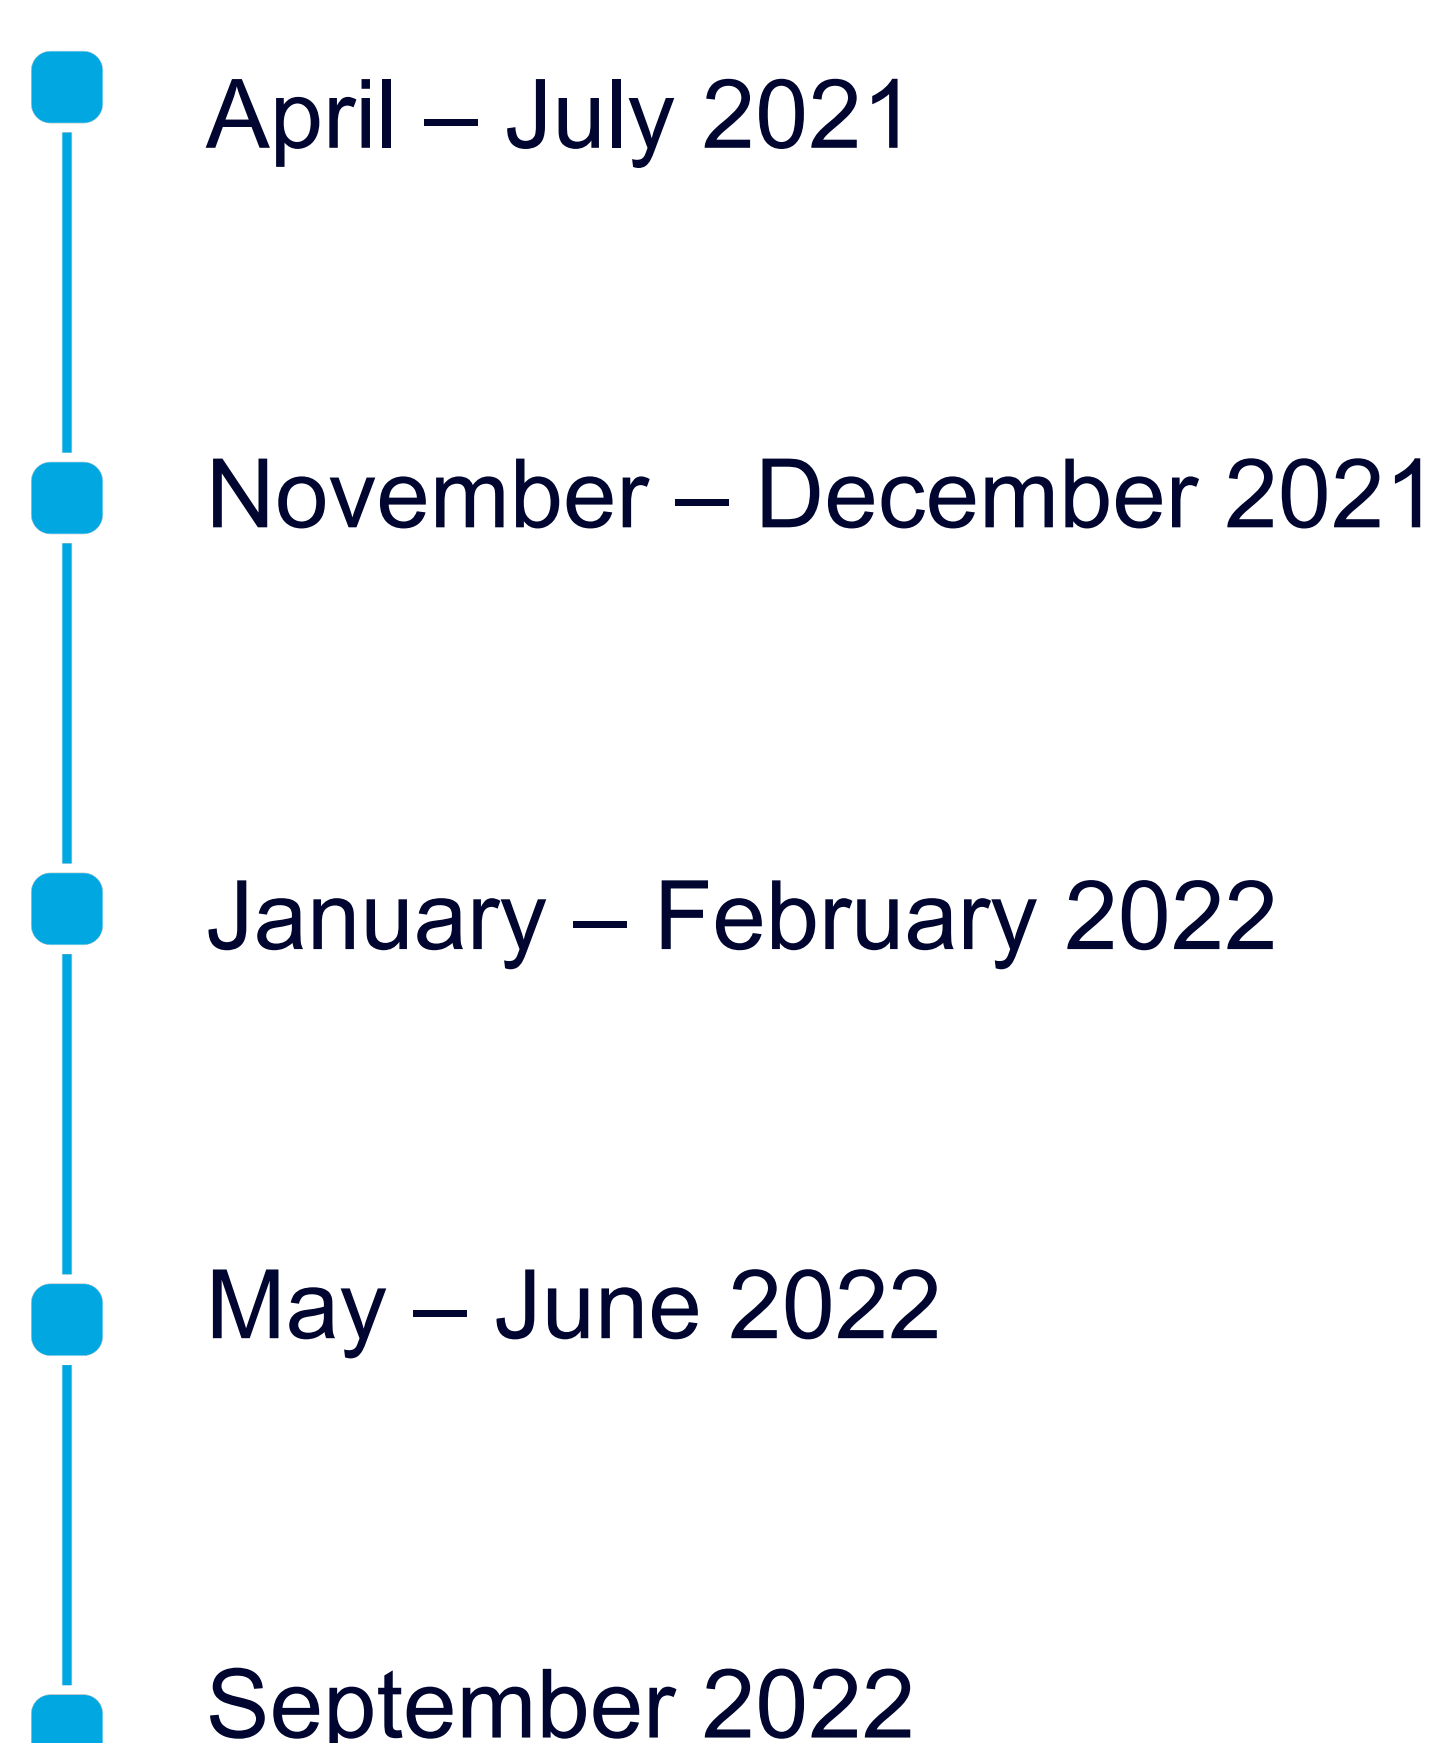 April – July 2021
November – December 2021
January – February 2022
May – June 2022
September 2022